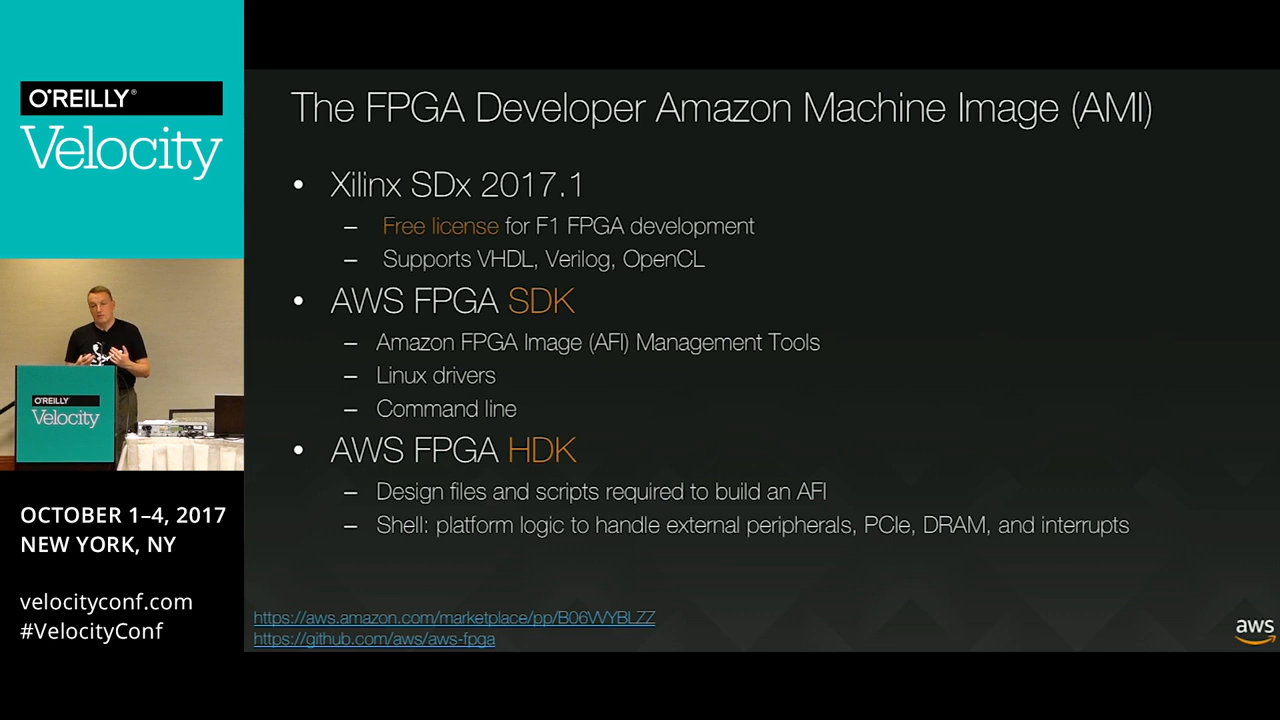 O'REILLY®
Velocity
O'REILLY
Velocity
OCTOBER 1–4, 2017
NEW YORK, NY
velocityconf.com
#VelocityConf
The FPGA Developer Amazon Machine Image (AMI)
• Xilinx SDx 2017.1
– Free license for F1 FPGA development
– Supports VHDL, Verilog, OpenCL
• AWS FPGA SDK
– Amazon FPGA Image (AFI) Management Tools
– Linux drivers
– Command line
• AWS FPGA HDK
– Design files and scripts required to build an AFI
– Shell: platform logic to handle external peripherals, PCIe, DRAM, and interrupts
https://aws.amazon.com/marketplace/pp/B06VVYBLZZ
https://github.com/aws/aws-fpga
aws